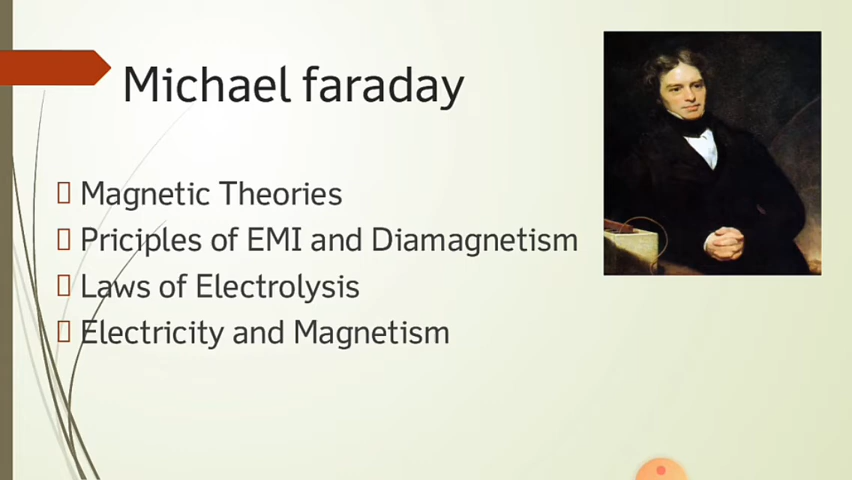 Michael faraday
Magnetic Theories
Priciples of EMI and Diamagnetism
Laws of Electrolysis
Electricity and Magnetism